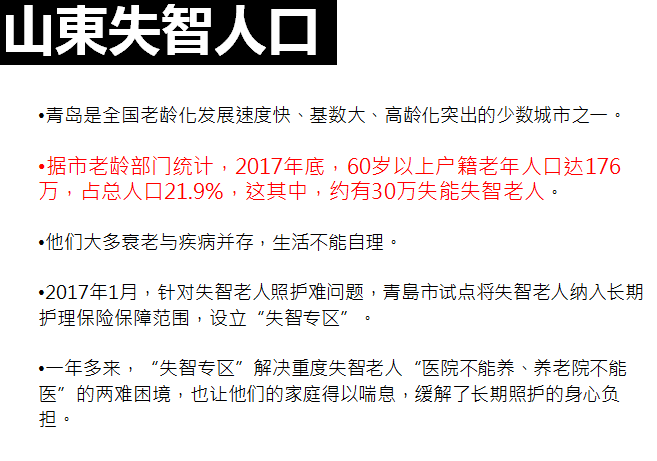 山東失智人口
•青岛是全国老龄化发展速度快、基数大、高龄化突出的少数城市之一。
•据市老龄部门统计，2017年底，60岁以上户籍老年人口达176
万，占总人口21.9%，这其中，约有30万失能失智老人。
•他们大多衰老与疾病并存，生活不能自理。
•2017年1月，针对失智老人照护难问题，青島市试点将失智老人纳入长期
护理保险保障范围，设立“失智专区”。
•一年多来，“失智专区”解决重度失智老人“医院不能养、养老院不能
医”的两难困境，也让他们的家庭得以喘息，缓解了长期照护的身心负
担。